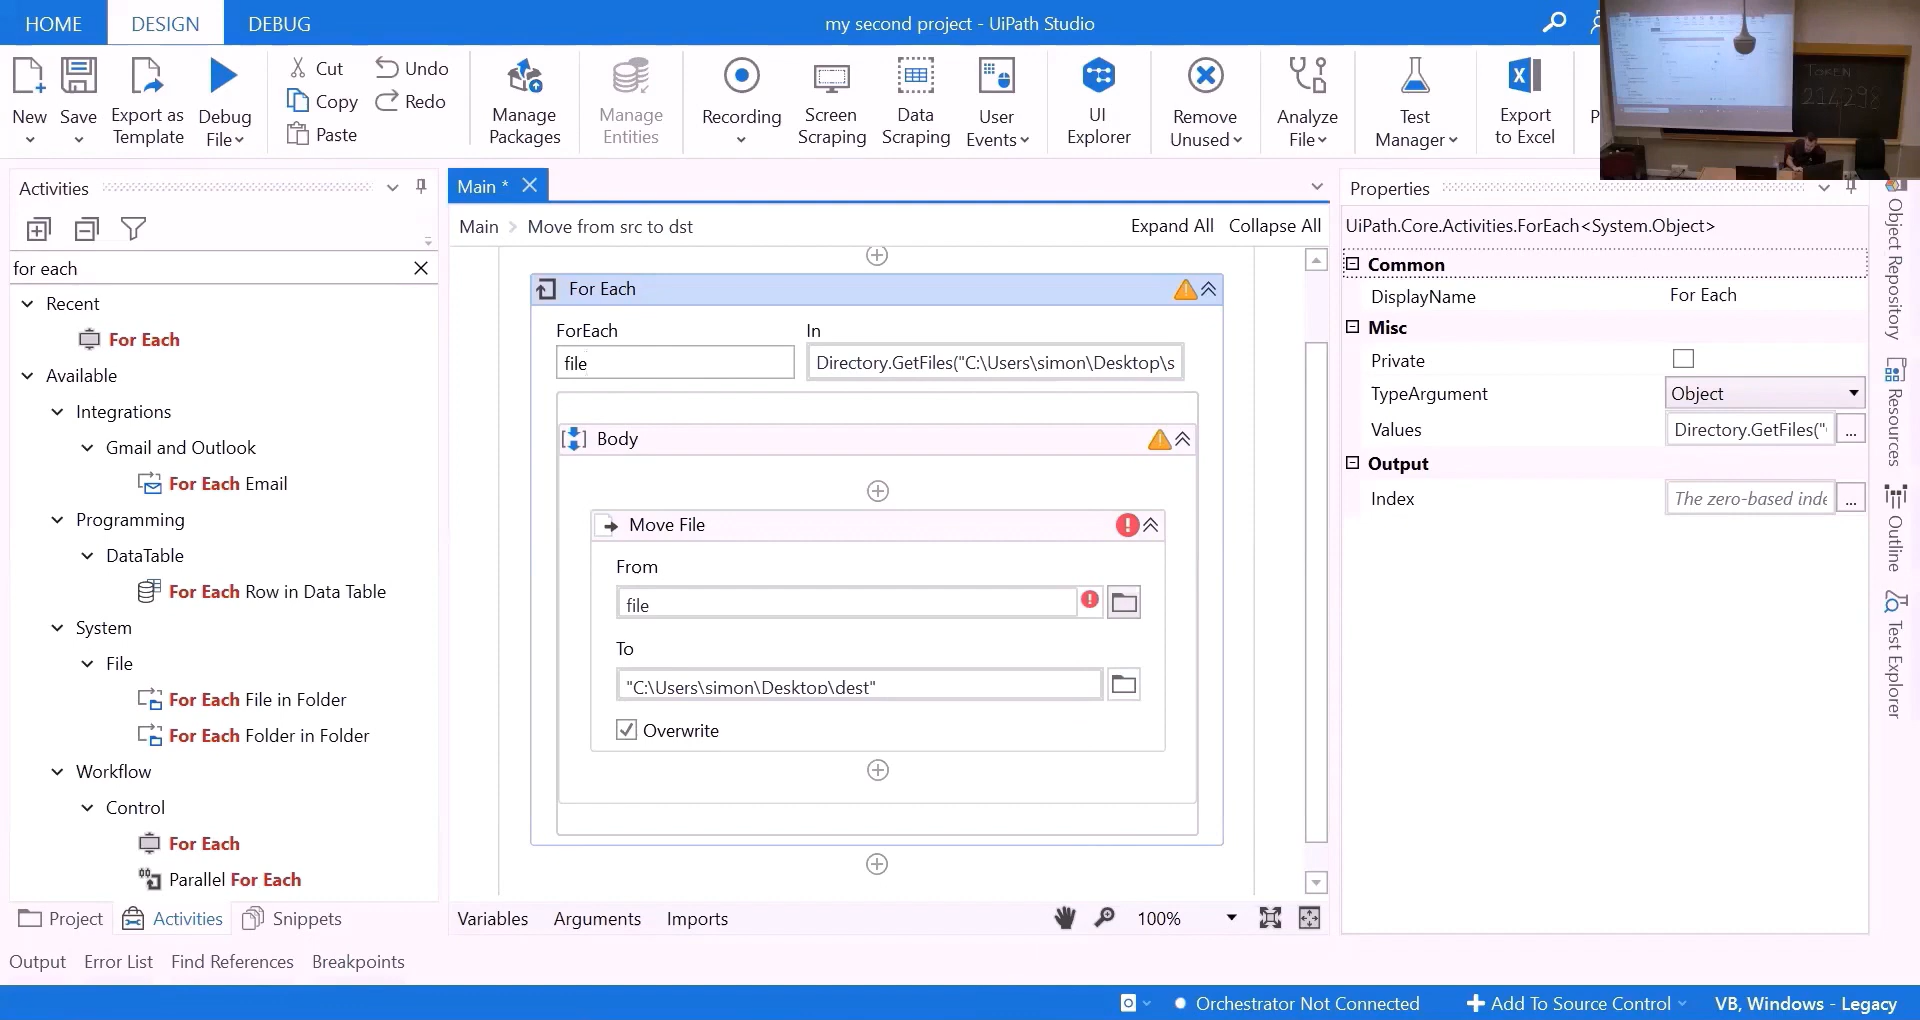 HOME DESIGN DEBUG my second project - UiPath Studio
New Save Export as Template Debug File Cut Copy Paste Undo Redo Manage Packages Manage Entities Recording Screen Scraping Data Scraping User Events UI Explorer Remove Unused Analyze File Test Manager Export to Excel P
TOKEN
214298
Activities
for each
Recent
For Each
Available
Integrations
Gmail and Outlook
For Each Email
Programming
DataTable
For Each Row in Data Table
System
File
For Each File in Folder
For Each Folder in Folder
Workflow
Control
For Each
Parallel For Each
Project Activities Snippets
Main *
Main > Move from src to dst Expand All Collapse All
For Each
ForEach In
file Directory.GetFiles("C:\Users\simon\Desktop\s
Body
Move File
From
file
To
"C:\Users\simon\Desktop\dest"
Overwrite
Variables Arguments Imports 100%
Properties
UiPath.Core.Activities.ForEach<System.Object>
Common
DisplayName For Each
Misc
Private
TypeArgument Object
Values Directory.GetFiles(" ...
Output
Index The zero-based inde ...
Object Repository
Resources
Outline
Test Explorer
Output Error List Find References Breakpoints
Orchestrator Not Connected Add To Source Control VB, Windows - Legacy